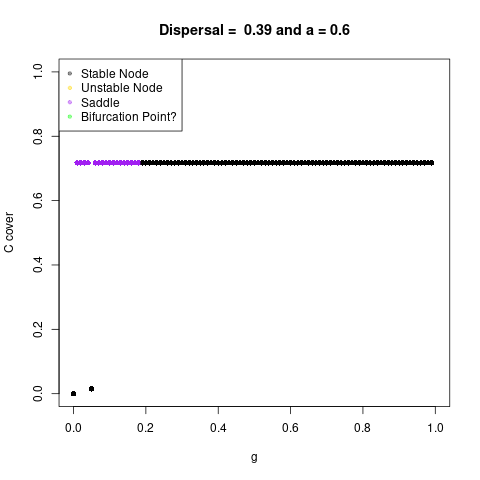 Dispersal =  0.39 and a = 0.6
Stable Node
Unstable Node
Saddle
Bifurcation Point?
1.0
0.8
0.6
0.4
0.2
0.0
C cover
0.0 0.2 0.4 0.6 0.8 1.0
g